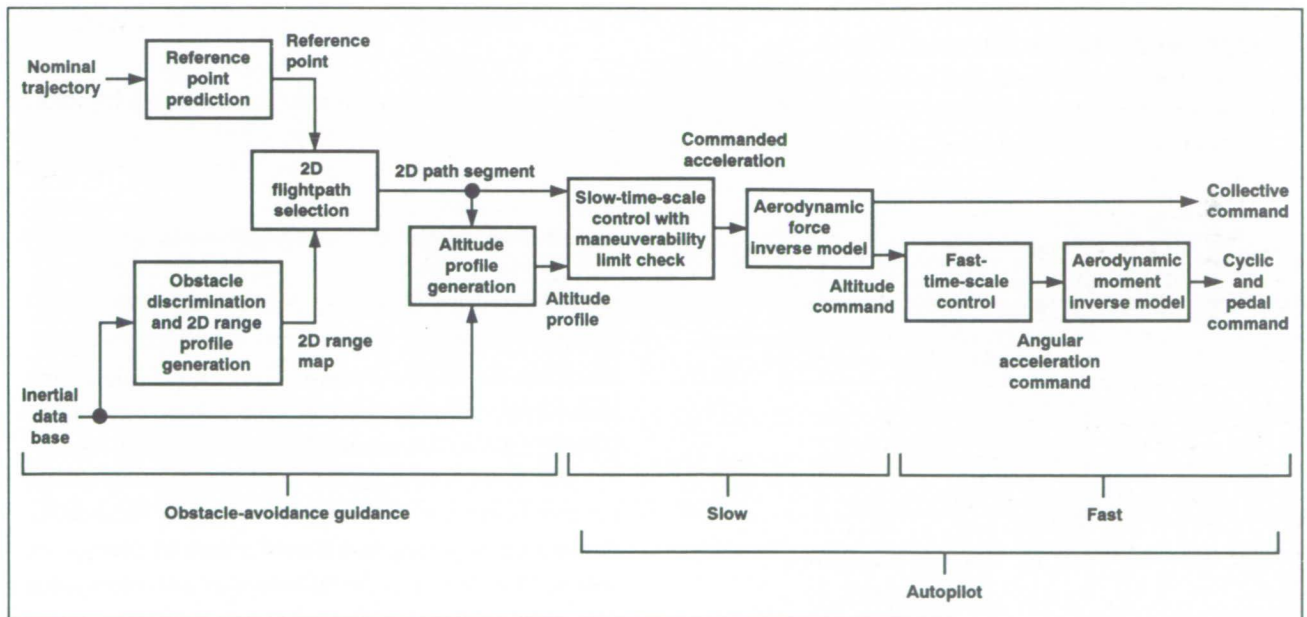 Nominal
trajectory
Reference
point
prediction
Reference
point
2D
flightpath
selection
2D path segment
Obstacle
discrimination
and 2D range
profile
generation
2D range
map
Inertial
data
base
Altitude
profile
generation
Altitude
profile
Slow-time-scale
control with
maneuverability
limit check
Commanded
acceleration
Aerodynamic
force
inverse model
Collective
command
Altitude
command
Fast-
time-scale
control
Angular
acceleration
command
Aerodynamic
moment
inverse model
Cyclic
and
pedal
command
Obstacle-avoidance guidance
Slow
Fast
Autopilot